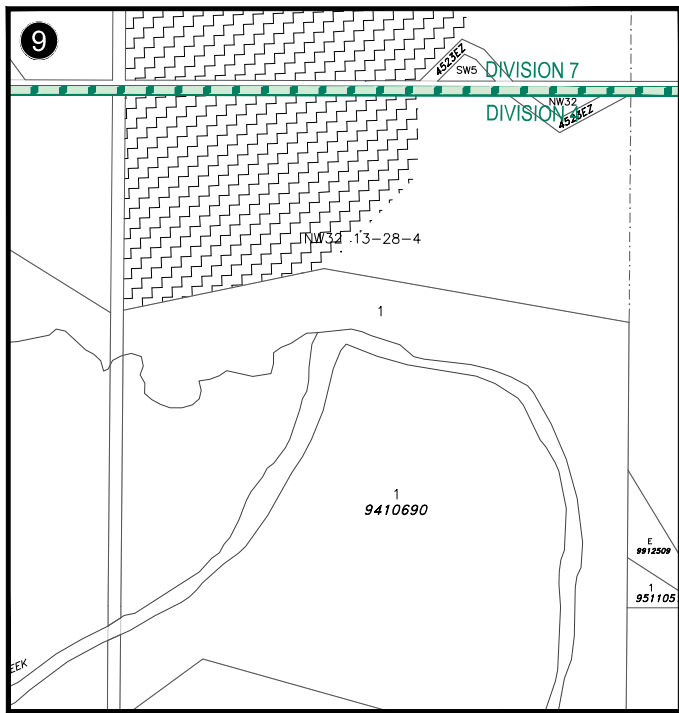 9
4523EZ
SW5
DIVISION 7
NW32
DIVISION
4523EZ
NW32 13-28-4
1
1
9410690
E
9912509
1
951105
EEK